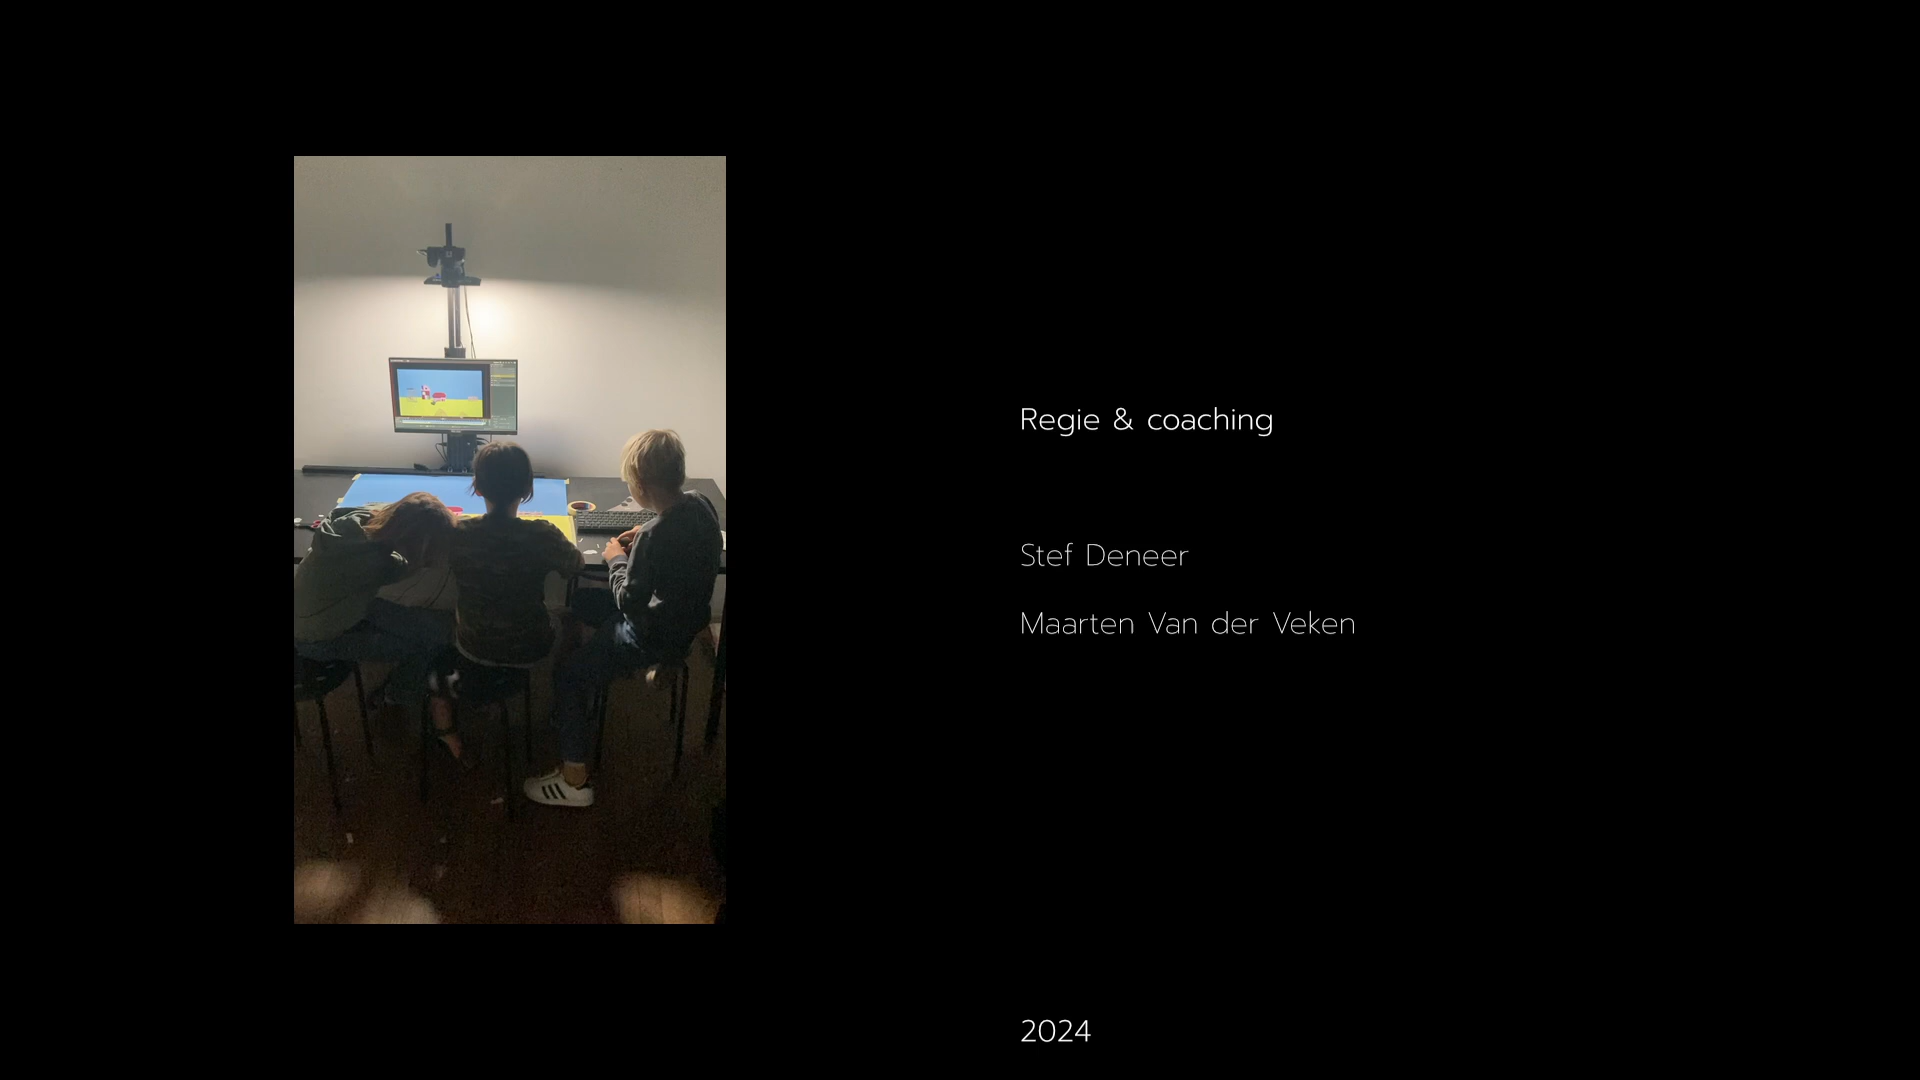 Regie & coaching
Stef Deneer
Maarten Van der Veken
2024